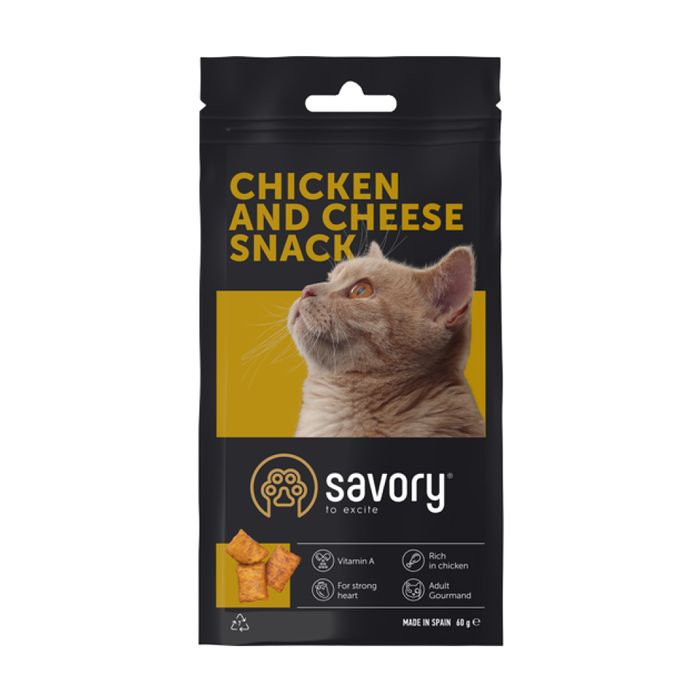 CHICKEN
AND CHEESE
SNACK
savory®
to excite
Vitamin A
Rich
in chicken
For strong
heart
Adult
Gourmand
7
MADE IN SPAIN 60 g ℮